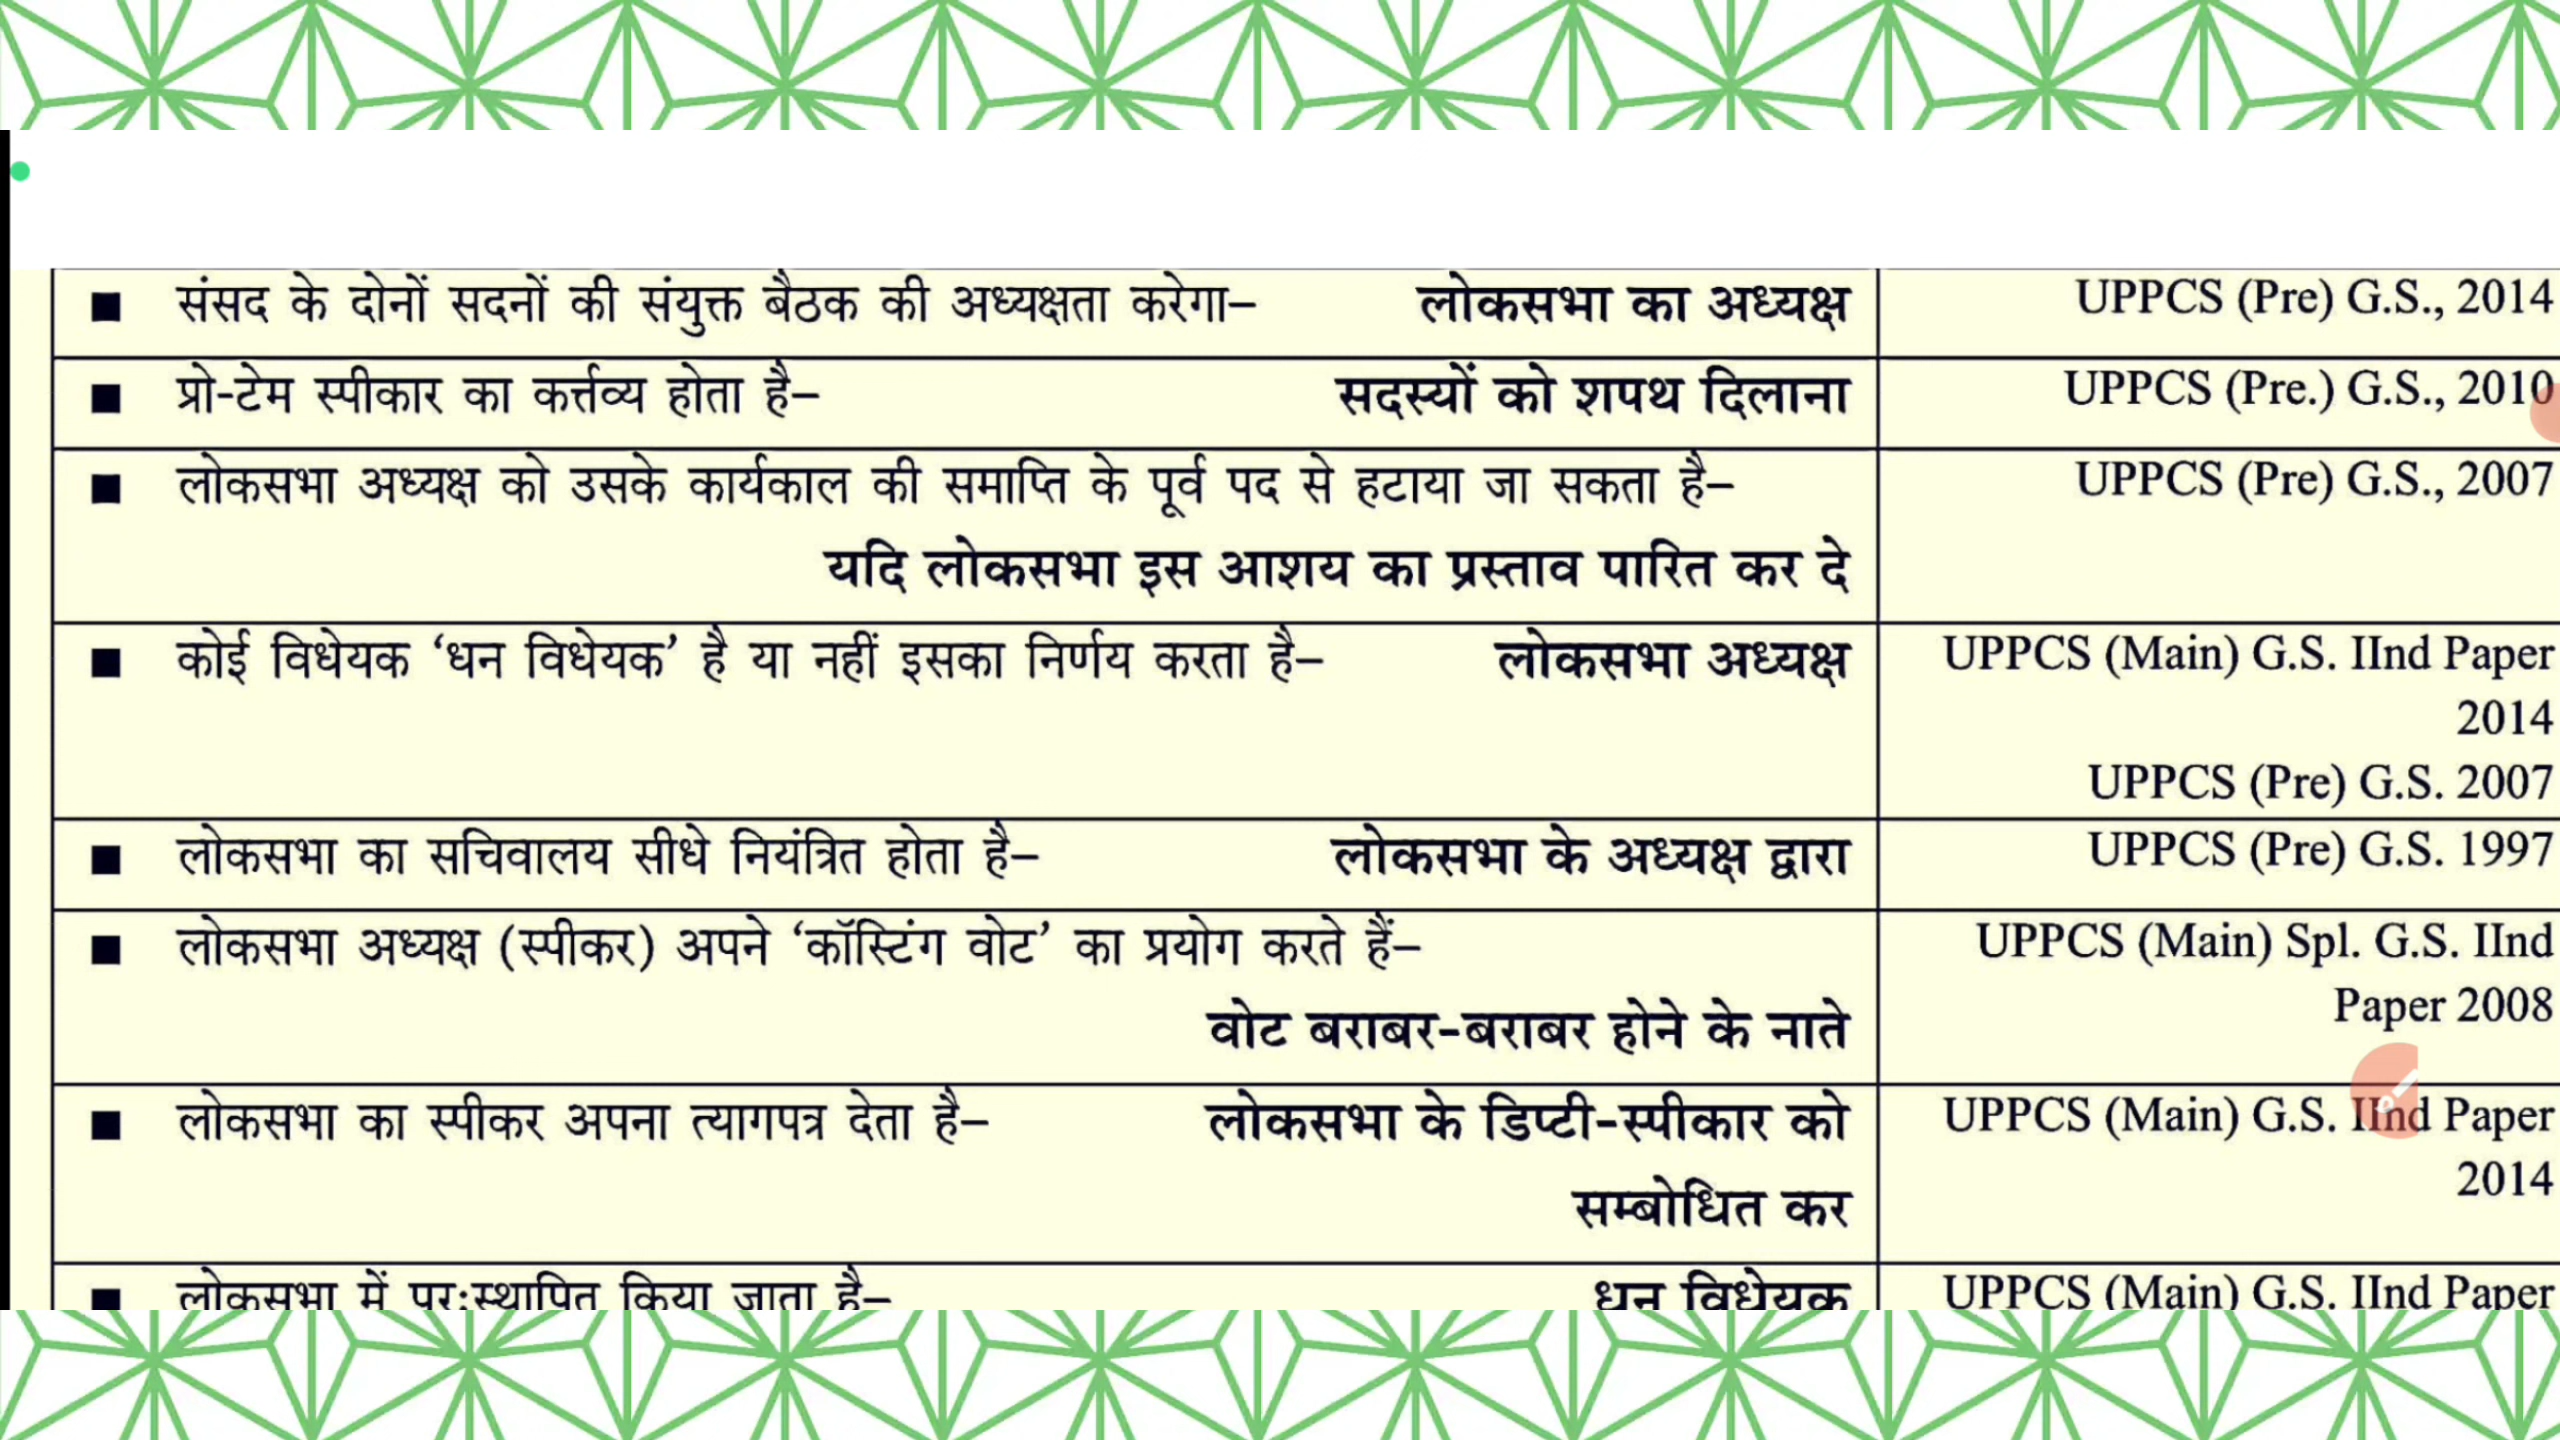 ■ संसद के दोनों सदनों की संयुक्त बैठक की अध्यक्षता करेगा– लोकसभा का अध्यक्ष UPPCS (Pre) G.S., 2014
■ प्रो-टेम स्पीकार का कर्त्तव्य होता है– सदस्यों को शपथ दिलाना UPPCS (Pre.) G.S., 2010
■ लोकसभा अध्यक्ष को उसके कार्यकाल की समाप्ति के पूर्व पद से हटाया जा सकता है– UPPCS (Pre) G.S., 2007
यदि लोकसभा इस आशय का प्रस्ताव पारित कर दे
■ कोई विधेयक ‘धन विधेयक’ है या नहीं इसका निर्णय करता है– लोकसभा अध्यक्ष UPPCS (Main) G.S. IInd Paper
2014
UPPCS (Pre) G.S. 2007
■ लोकसभा का सचिवालय सीधे नियंत्रित होता है– लोकसभा के अध्यक्ष द्वारा UPPCS (Pre) G.S. 1997
■ लोकसभा अध्यक्ष (स्पीकर) अपने ‘कॉस्टिंग वोट’ का प्रयोग करते हैं– UPPCS (Main) Spl. G.S. IInd
वोट बराबर-बराबर होने के नाते Paper 2008
■ लोकसभा का स्पीकर अपना त्यागपत्र देता है– लोकसभा के डिप्टी-स्पीकार को UPPCS (Main) G.S. IInd Paper
सम्बोधित कर 2014
■ लोकसभा में पुर:स्थापित किया जाता है– धन विधेयक UPPCS (Main) G.S. IInd Paper